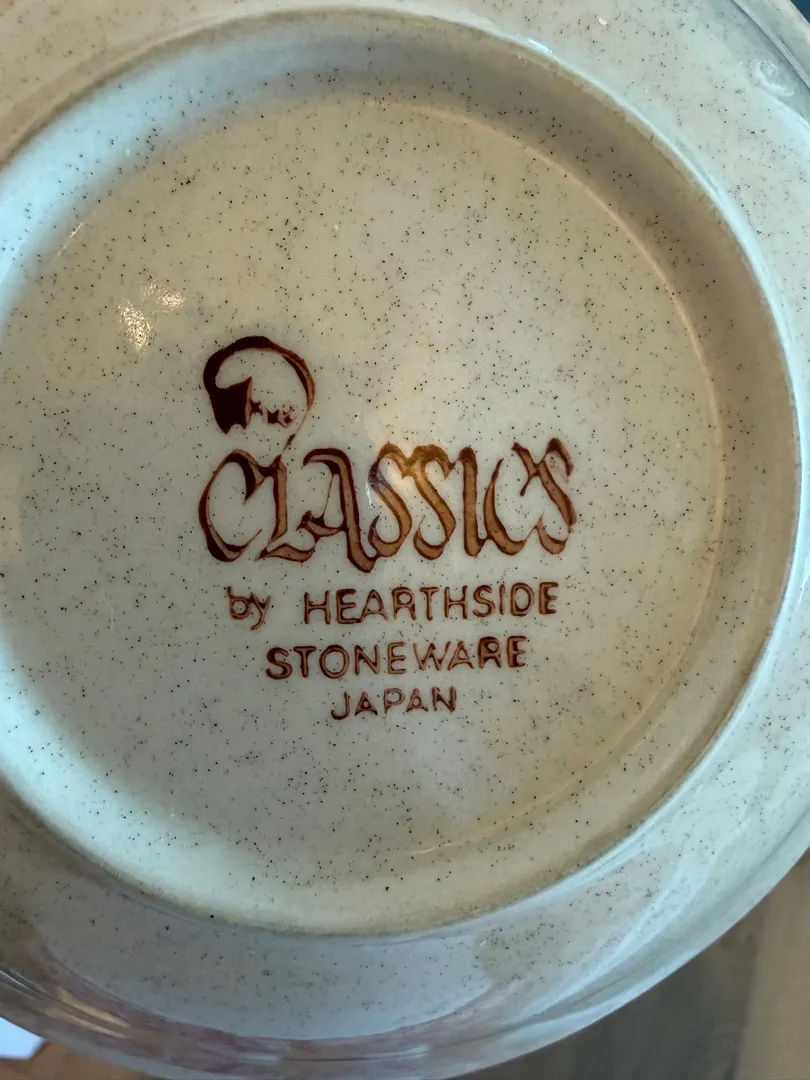 The
CLASSICS
by HEARTHSIDE
STONEWARE
JAPAN